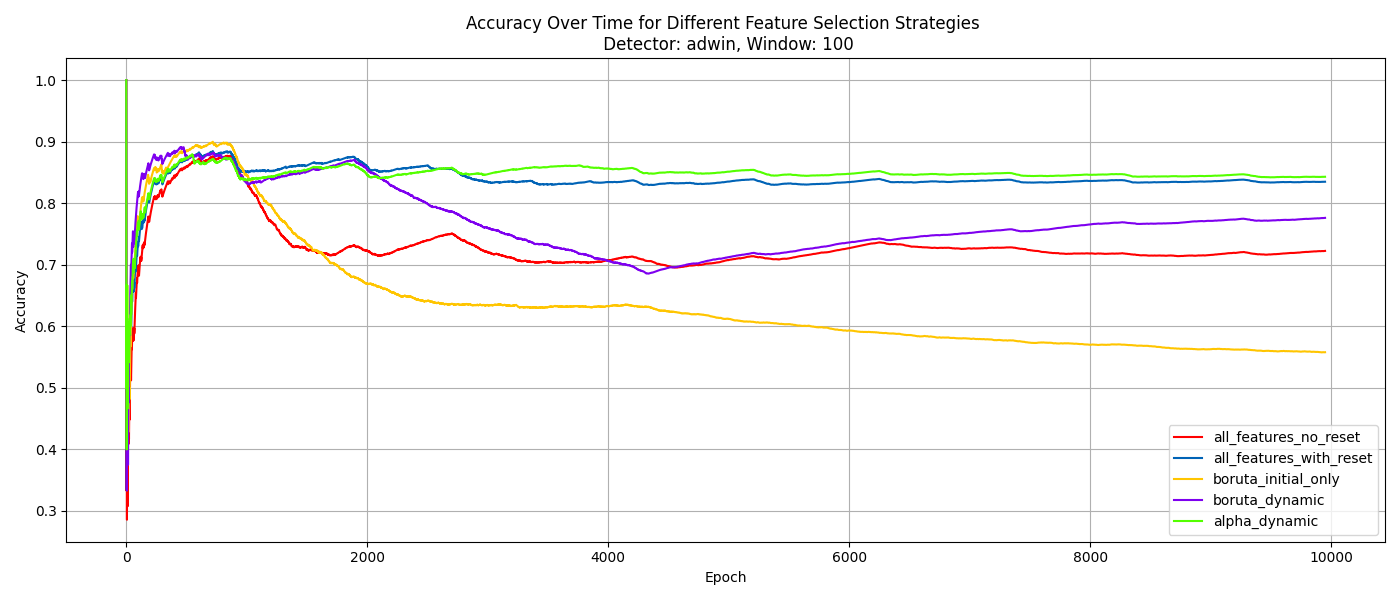 Accuracy Over Time for Different Feature Selection Strategies
Detector: adwin, Window: 100
Accuracy
1.0
0.9
0.8
0.7
0.6
0.5
0.4
0.3
0
2000
4000
6000
8000
10000
Epoch
all_features_no_reset
all_features_with_reset
boruta_initial_only
boruta_dynamic
alpha_dynamic